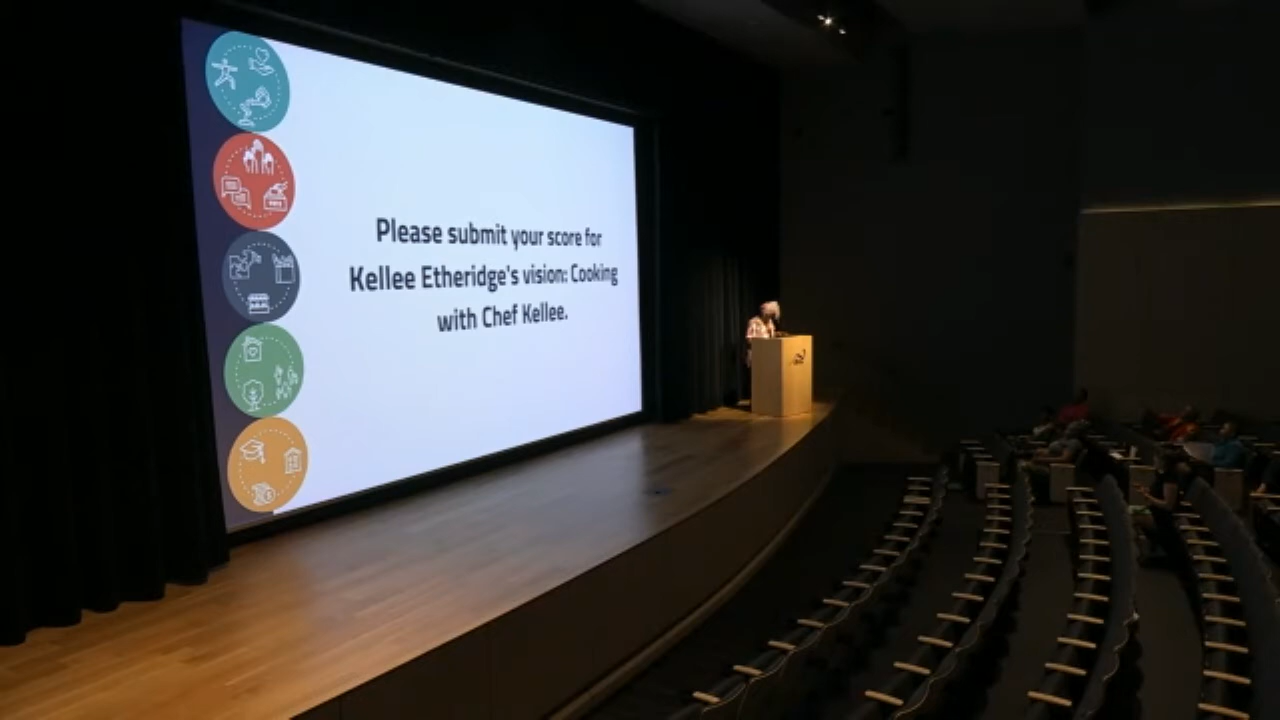 Please submit your score for
Kellee Etheridge's vision: Cooking
with Chef Kellee.